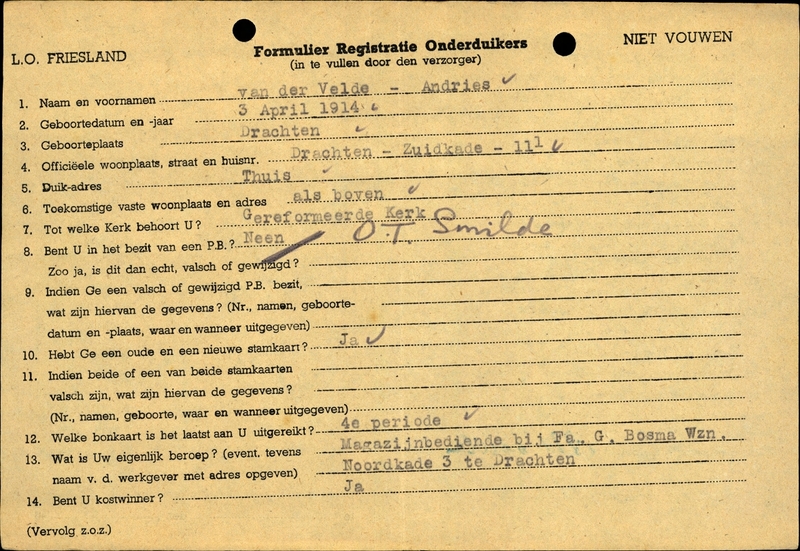 L.O. FRIESLAND
Formulier Registratie Onderduikers
NIET VOUWEN
(in te vullen door den verzorger)
1. Naam en voornamen van der Velde - Andries
2. Geboortedatum en -jaar 3 April 1914
3. Geboorteplaats Drachten
4. Officiëele woonplaats, straat en huisnr. Drachten - Zuidkade - 111
5. Duik-adres Thuis
6. Toekomstige vaste woonplaats en adres als boven
7. Tot welke Kerk behoort U? Gereformeerde Kerk
8. Bent U in het bezit van een P.B.? Neen O.T. Smilde
Zoo ja, is dit dan echt, valsch of gewijzigd?
9. Indien Ge een valsch of gewijzigd P.B. bezit,
wat zijn hiervan de gegevens? (Nr., namen, geboorte-
datum en -plaats, waar en wanneer uitgegeven)
10. Hebt Ge een oude en een nieuwe stamkaart? Ja
11. Indien beide of een van beide stamkaarten
valsch zijn, wat zijn hiervan de gegevens?
(Nr., namen, geboorte, waar en wanneer uitgegeven)
12. Welke bonkaart is het laatst aan U uitgereikt? 4e periode
13. Wat is Uw eigenlijk beroep? (event. tevens Magazijnbediende bij Fa. G. Bosma Wzn.
naam v. d. werkgever met adres opgeven) Noordkade 3 te Drachten
14. Bent U kostwinner? Ja
(Vervolg z.o.z.)